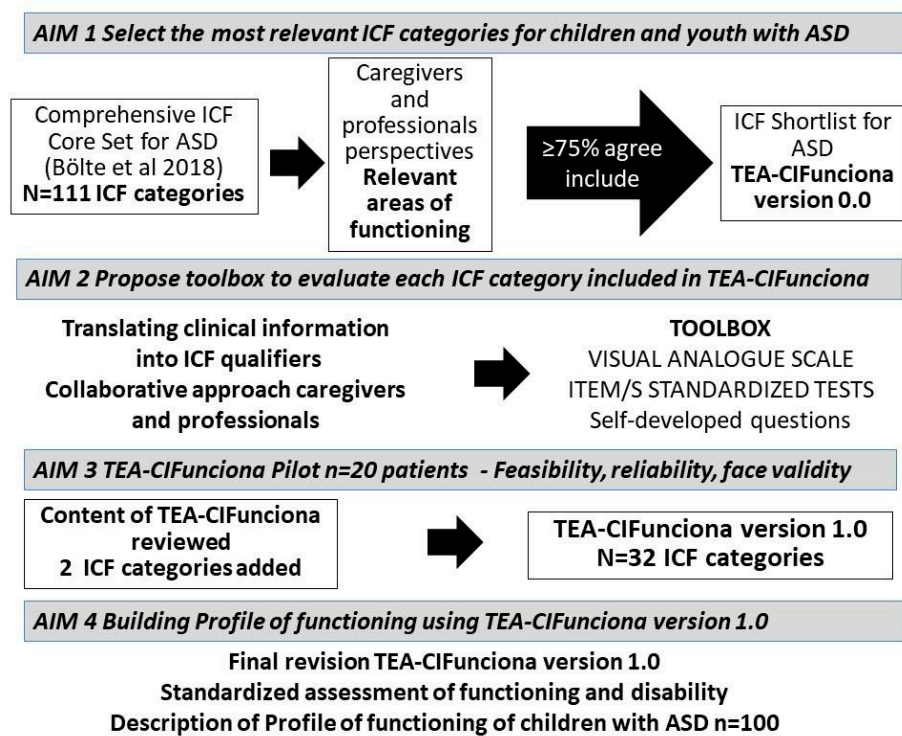 AIM 1 Select the most relevant ICF categories for children and youth with ASD
Comprehensive ICF
Core Set for ASD
(Bölte et al 2018)
N=111 ICF categories
Caregivers
and
professionals
perspectives
Relevant
areas of
functioning
≥75% agree
include
ICF Shortlist for
ASD
TEA-CIFunciona
version 0.0
AIM 2 Propose toolbox to evaluate each ICF category included in TEA-CIFunciona
Translating clinical information
into ICF qualifiers
Collaborative approach caregivers
and professionals
TOOLBOX
VISUAL ANALOGUE SCALE
ITEM/S STANDARDIZED TESTS
Self-developed questions
AIM 3 TEA-CIFunciona Pilot n=20 patients - Feasibility, reliability, face validity
Content of TEA-CIFunciona
reviewed
2 ICF categories added
TEA-CIFunciona version 1.0
N=32 ICF categories
AIM 4 Building Profile of functioning using TEA-CIFunciona version 1.0
Final revision TEA-CIFunciona version 1.0
Standardized assessment of functioning and disability
Description of Profile of functioning of children with ASD n=100